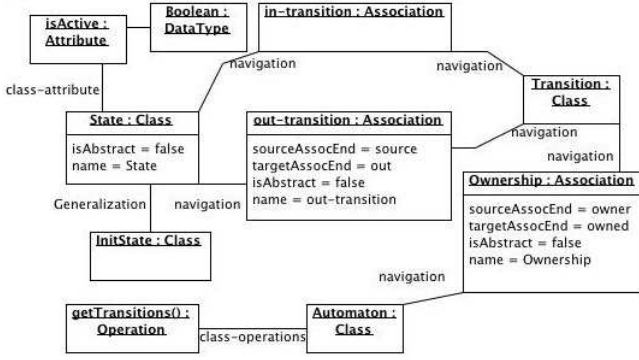 isActive :
Attribute
Boolean :
DataType
in-transition : Association
navigation
navigation
class-attribute
Transition :
Class
State : Class
isAbstract = false
name = State
out-transition : Association
sourceAssocEnd = source
targetAssocEnd = out
isAbstract = false
name = out-transition
navigation
navigation
Ownership : Association
sourceAssocEnd = owner
targetAssocEnd = owned
isAbstract = false
name = Ownership
Generalization
navigation
InitState : Class
navigation
getTransitions() :
Operation
class-operations
Automaton :
Class